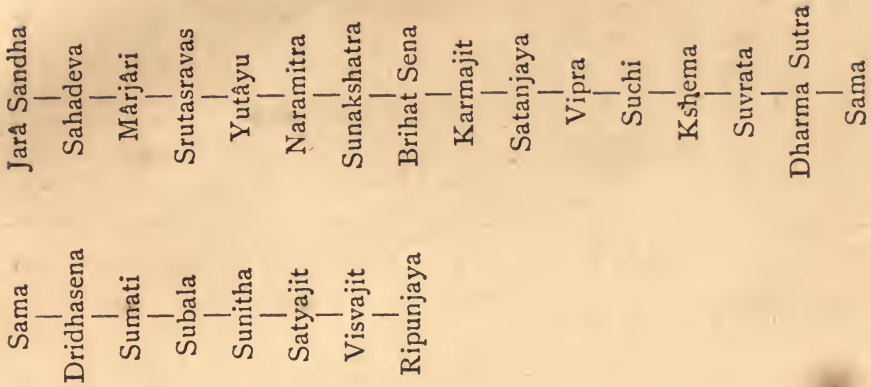 Jarâ Sandha
Sahadeva
Mârjâri
Srutasravas
Yutâyu
Naramitra
Sunakshatra
Brihat Sena
Karmajit
Satanjaya
Vipra
Suchi
Kshema
Suvrata
Dharma Sutra
Sama
Sama
Dridhasena
Sumati
Subala
Sunitha
Satyajit
Visvajit
Ripunjaya